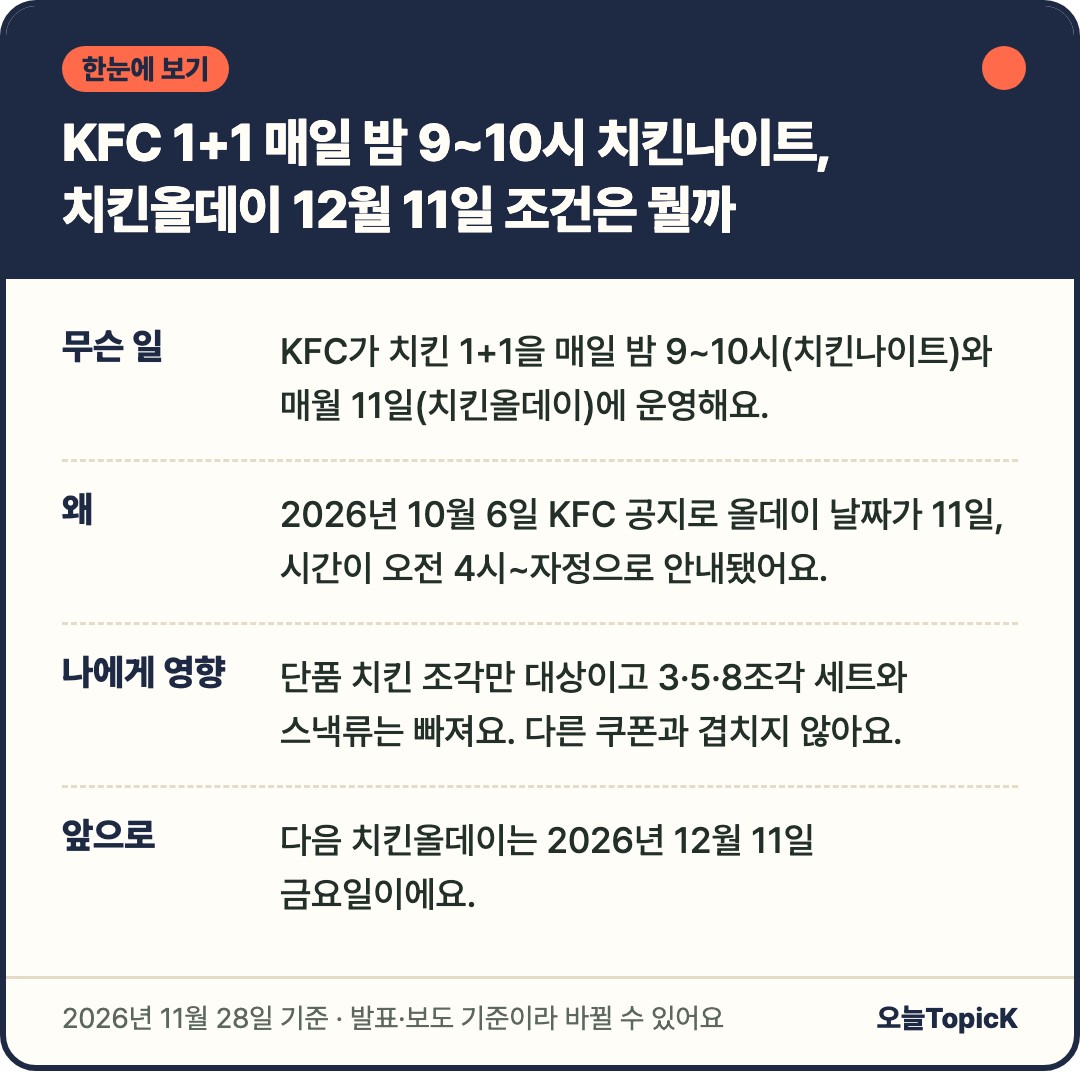 한눈에 보기
KFC 1+1 매일 밤 9~10시 치킨나이트,
치킨올데이 12월 11일 조건은 뭘까
무슨 일
KFC가 치킨 1+1을 매일 밤 9~10시(치킨나이트)와
매월 11일(치킨올데이)에 운영해요.
왜
2026년 10월 6일 KFC 공지로 올데이 날짜가 11일,
시간이 오전 4시~자정으로 안내됐어요.
나에게 영향
단품 치킨 조각만 대상이고 3·5·8조각 세트와
스낵류는 빠져요. 다른 쿠폰과 겹치지 않아요.
앞으로
다음 치킨올데이는 2026년 12월 11일
금요일이에요.
2026년 11월 28일 기준 · 발표·보도 기준이라 바뀔 수 있어요
오늘TopicK